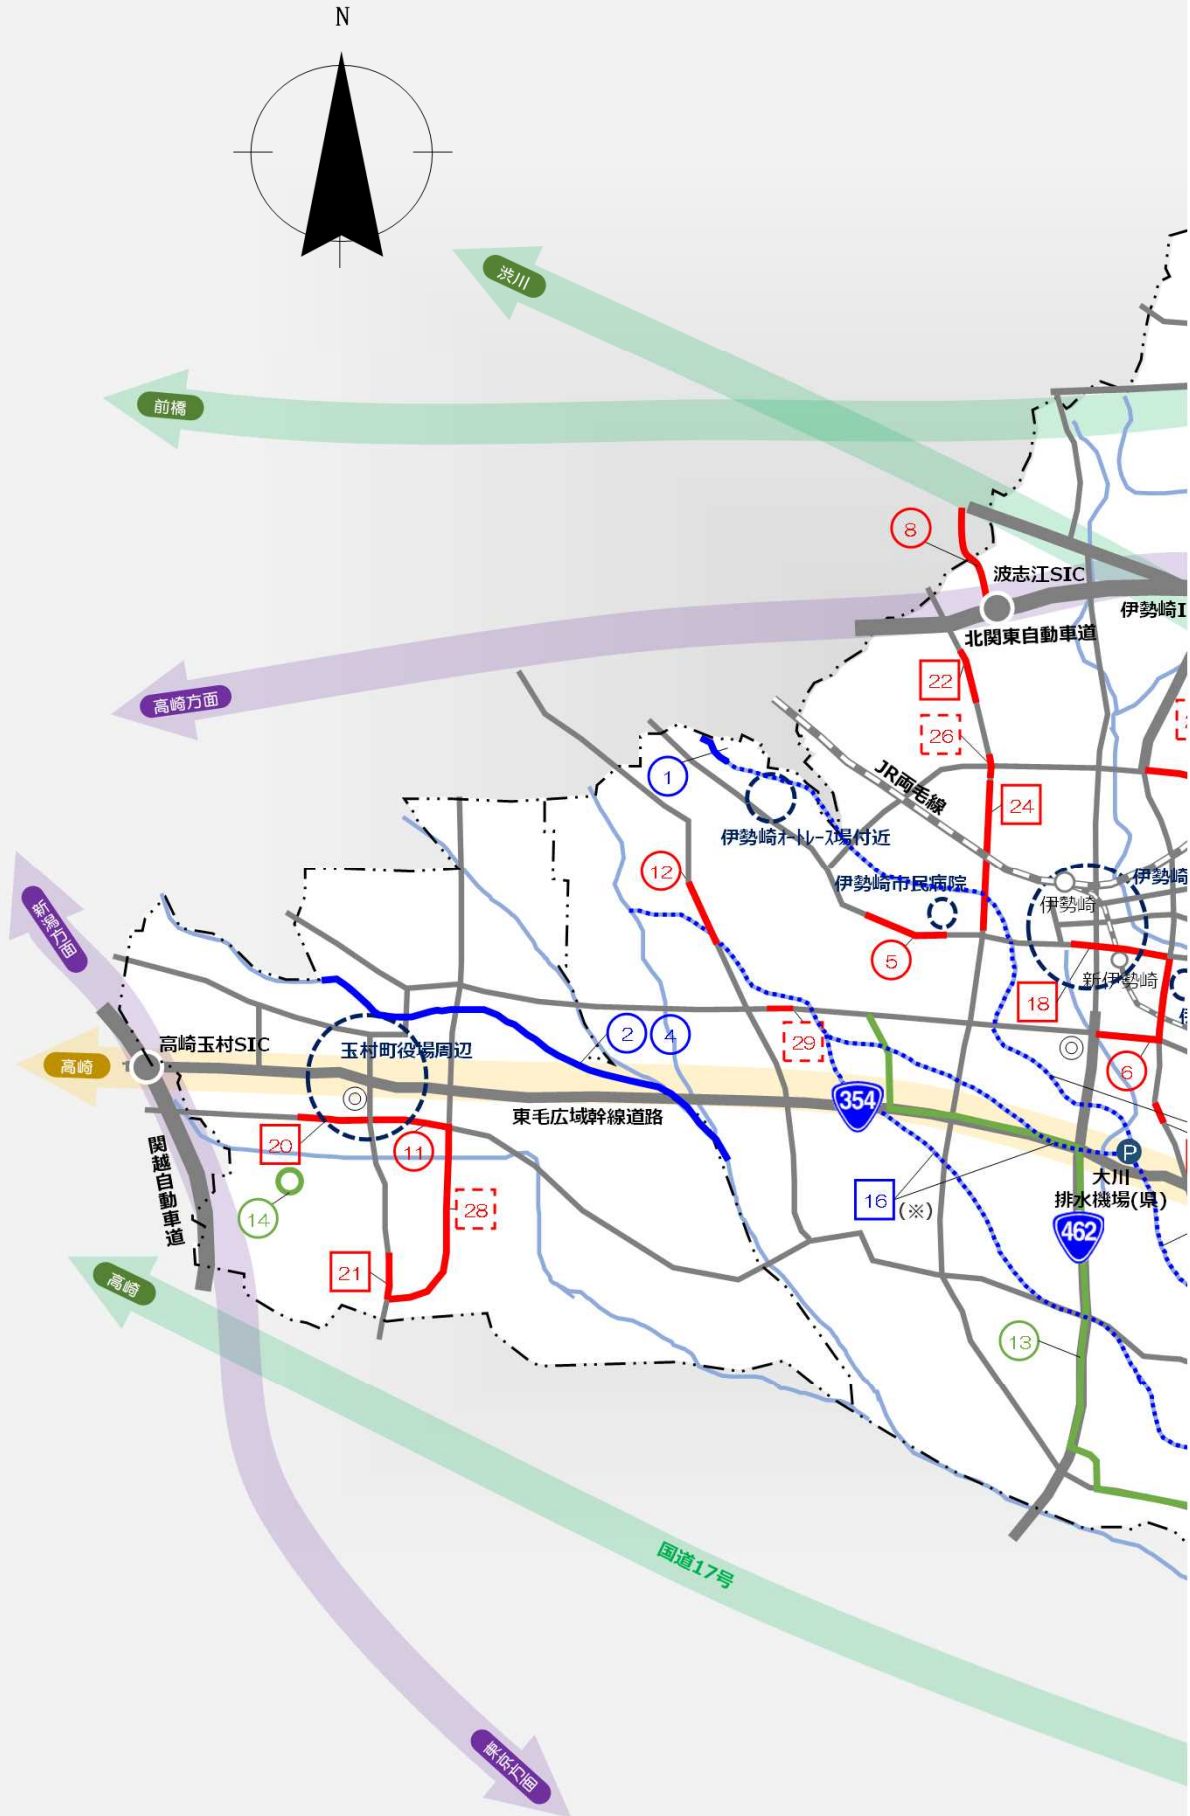 N
渋川
前橋
8
波志江SIC
伊勢崎I
北関東自動車道
22
高崎方面
26
1
JR両毛線
24
伊勢崎オートレース場付近
12
伊勢崎市民病院
伊勢崎
伊勢崎
新潟方面
5
新伊勢崎
18
2
4
29
高崎玉村SIC
玉村町役場周辺
高崎
6
354
東毛広域幹線道路
20
11
P
大川
排水機場(県)
関越自動車道
14
28
16
(※)
462
21
高崎
13
国道17号
東京方面